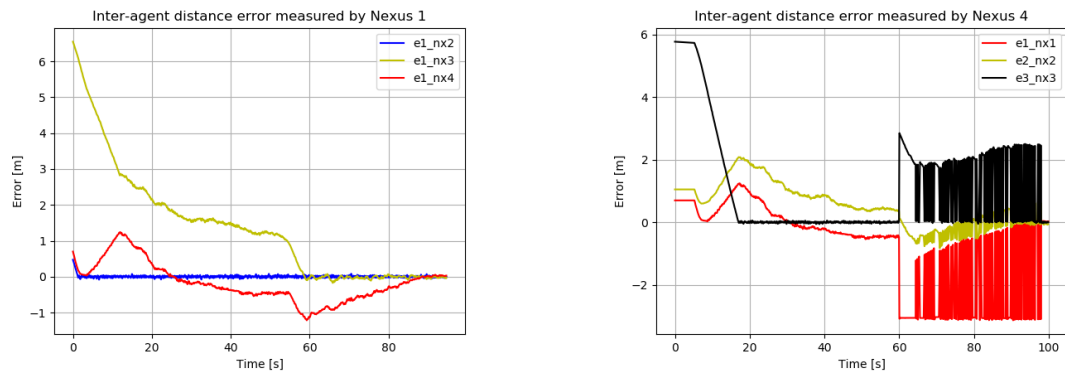 Inter-agent distance error measured by Nexus 1
Error [m]
6
5
4
3
2
1
0
−1
e1_nx2
e1_nx3
e1_nx4
0
20
40
60
80
Time [s]
Inter-agent distance error measured by Nexus 4
Error [m]
6
4
2
0
−2
e1_nx1
e2_nx2
e3_nx3
0
20
40
60
80
100
Time [s]